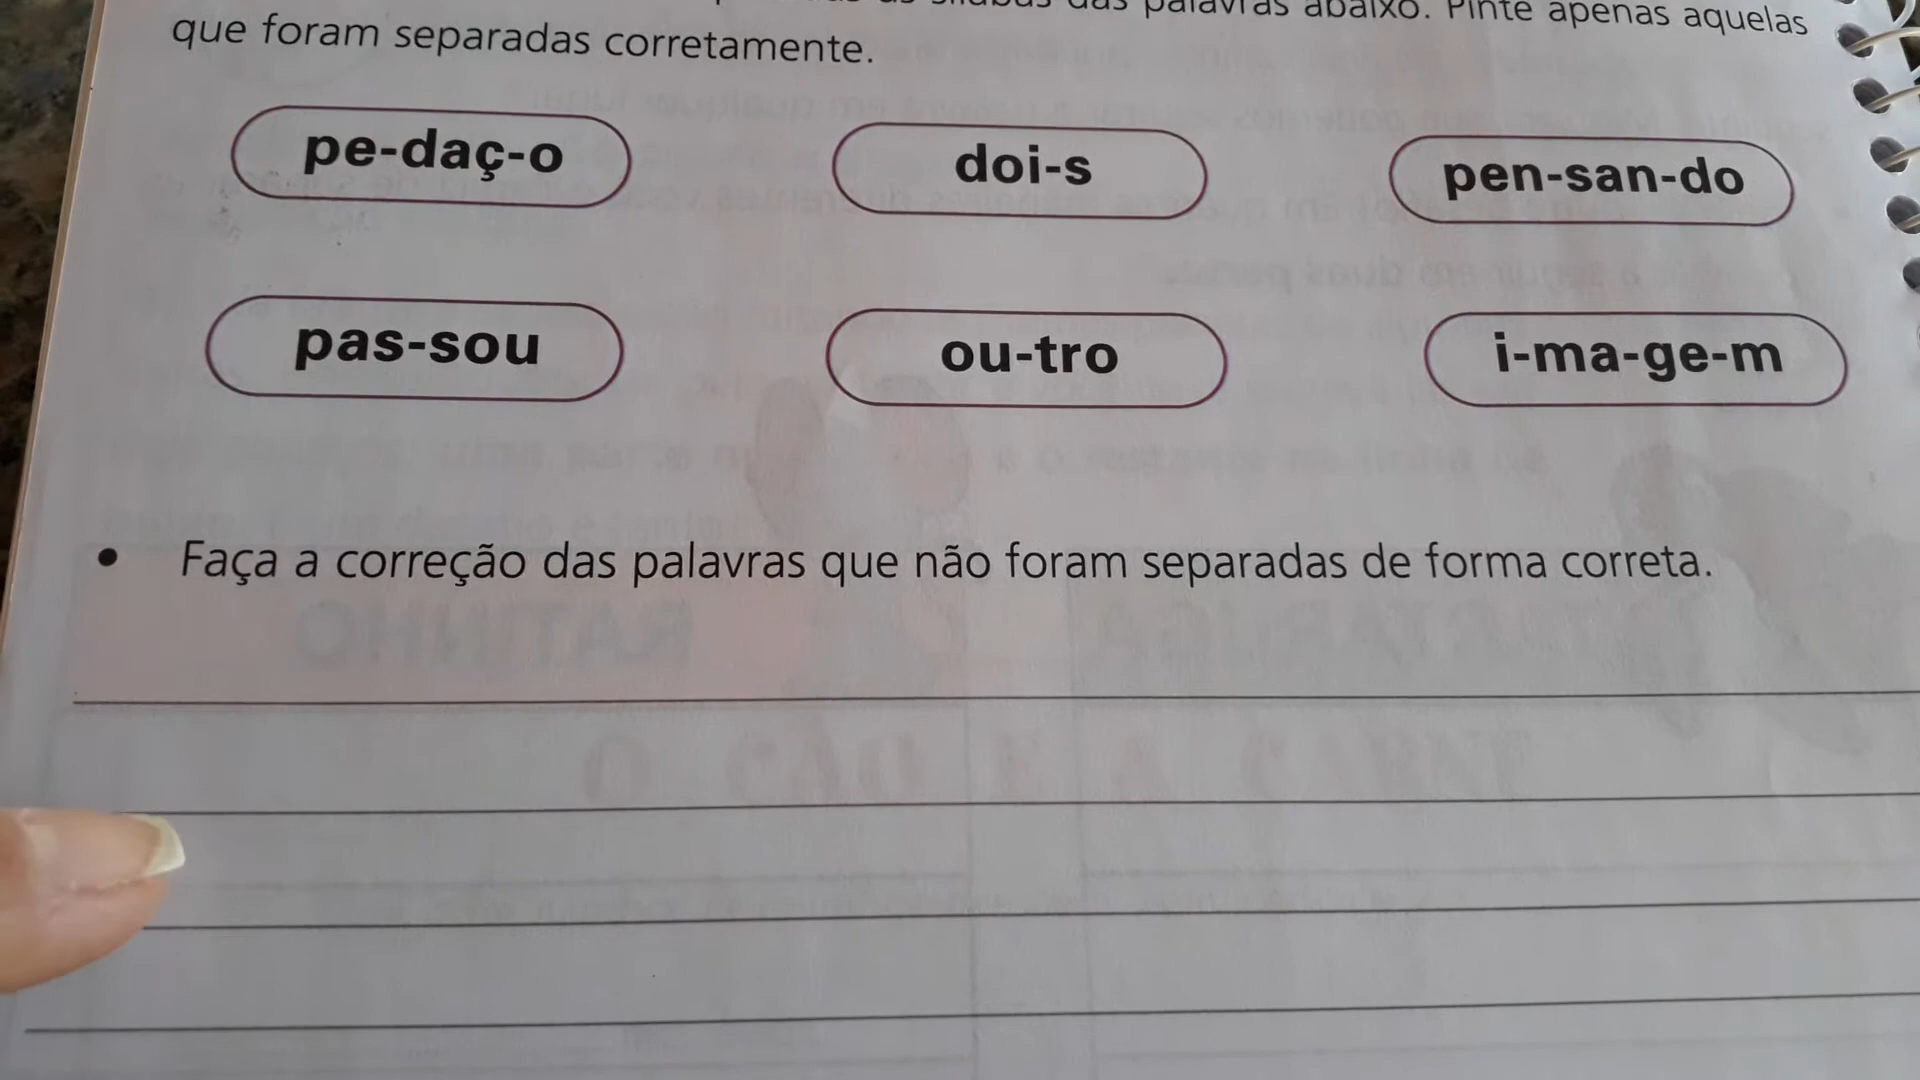 das palavras abaixo. Pinte apenas aquelas
que foram separadas corretamente.
pe-daç-o doi-s pen-san-do
pas-sou ou-tro i-ma-ge-m
• Faça a correção das palavras que não foram separadas de forma correta.